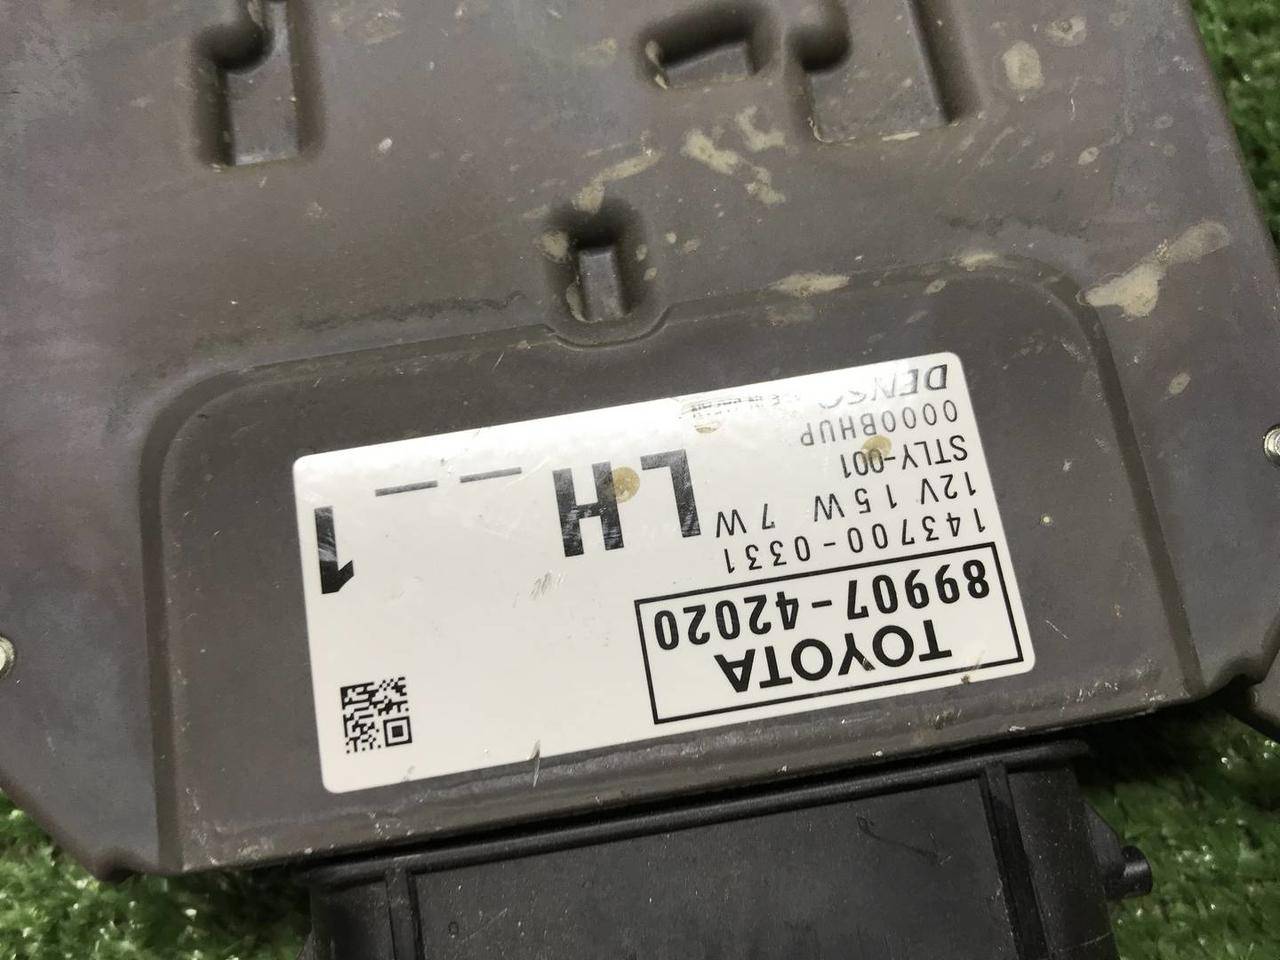 TOYOTA
89907-42020
143700-0331
12V 15W 7W
STLY-001
0000BHUP
DENSO
LH
— —
1